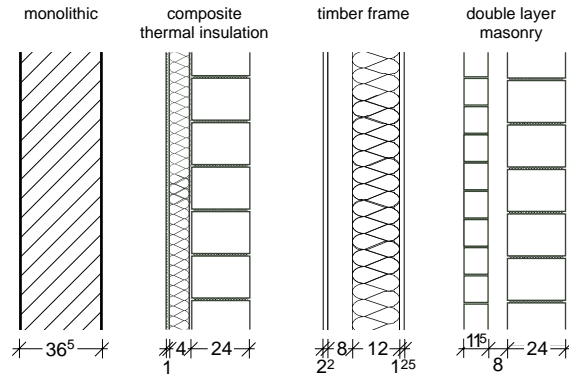 monolithic
composite
thermal insulation
timber frame
double layer
masonry
36⁵
1
4
24
2²
8
12
1²⁵
11⁵
8
24